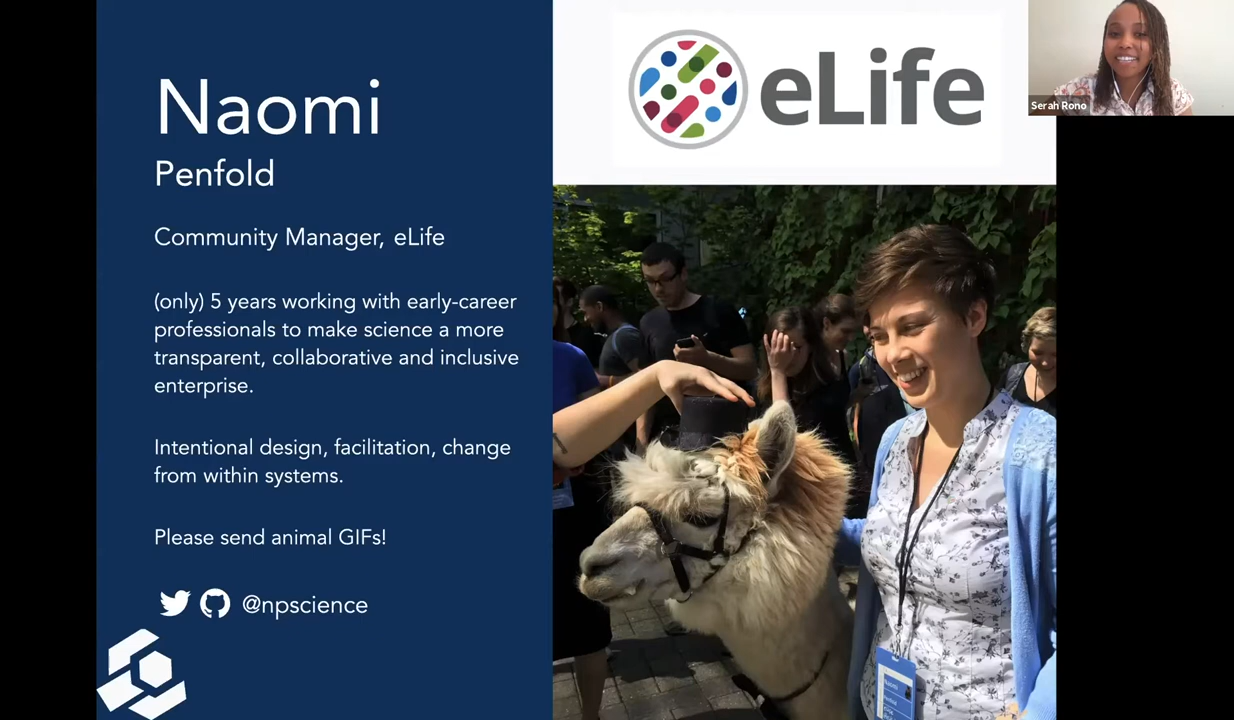 Naomi
Penfold
Community Manager, eLife
(only) 5 years working with early-career
professionals to make science a more
transparent, collaborative and inclusive
enterprise.
Intentional design, facilitation, change
from within systems.
Please send animal GIFs!
@npscience
eLife
Serah Rono
Naomi